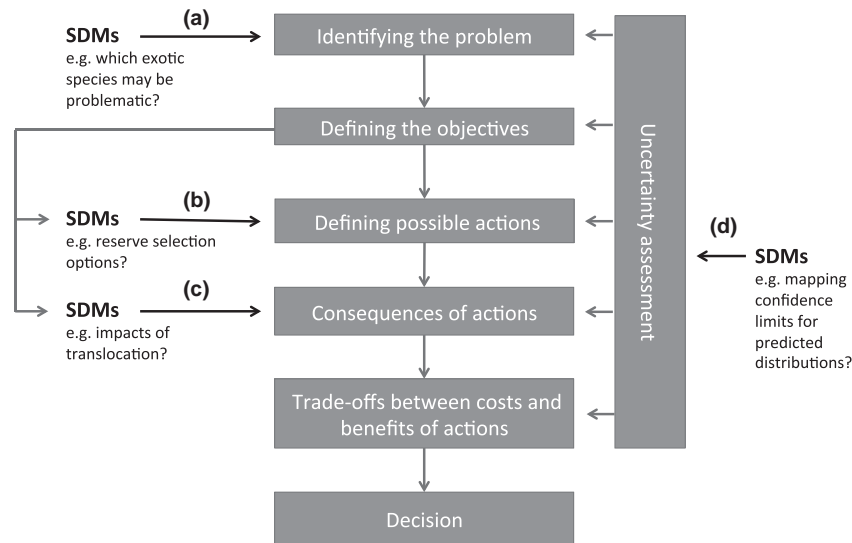 (a)
SDMs
e.g. which exotic
species may be
problematic?
Identifying the problem
Defining the objectives
(b)
SDMs
e.g. reserve selection
options?
Defining possible actions
(c)
SDMs
e.g. impacts of
translocation?
Consequences of actions
Trade-offs between costs and
benefits of actions
Decision
Uncertainty assessment
(d)
SDMs
e.g. mapping
confidence
limits for
predicted
distributions?